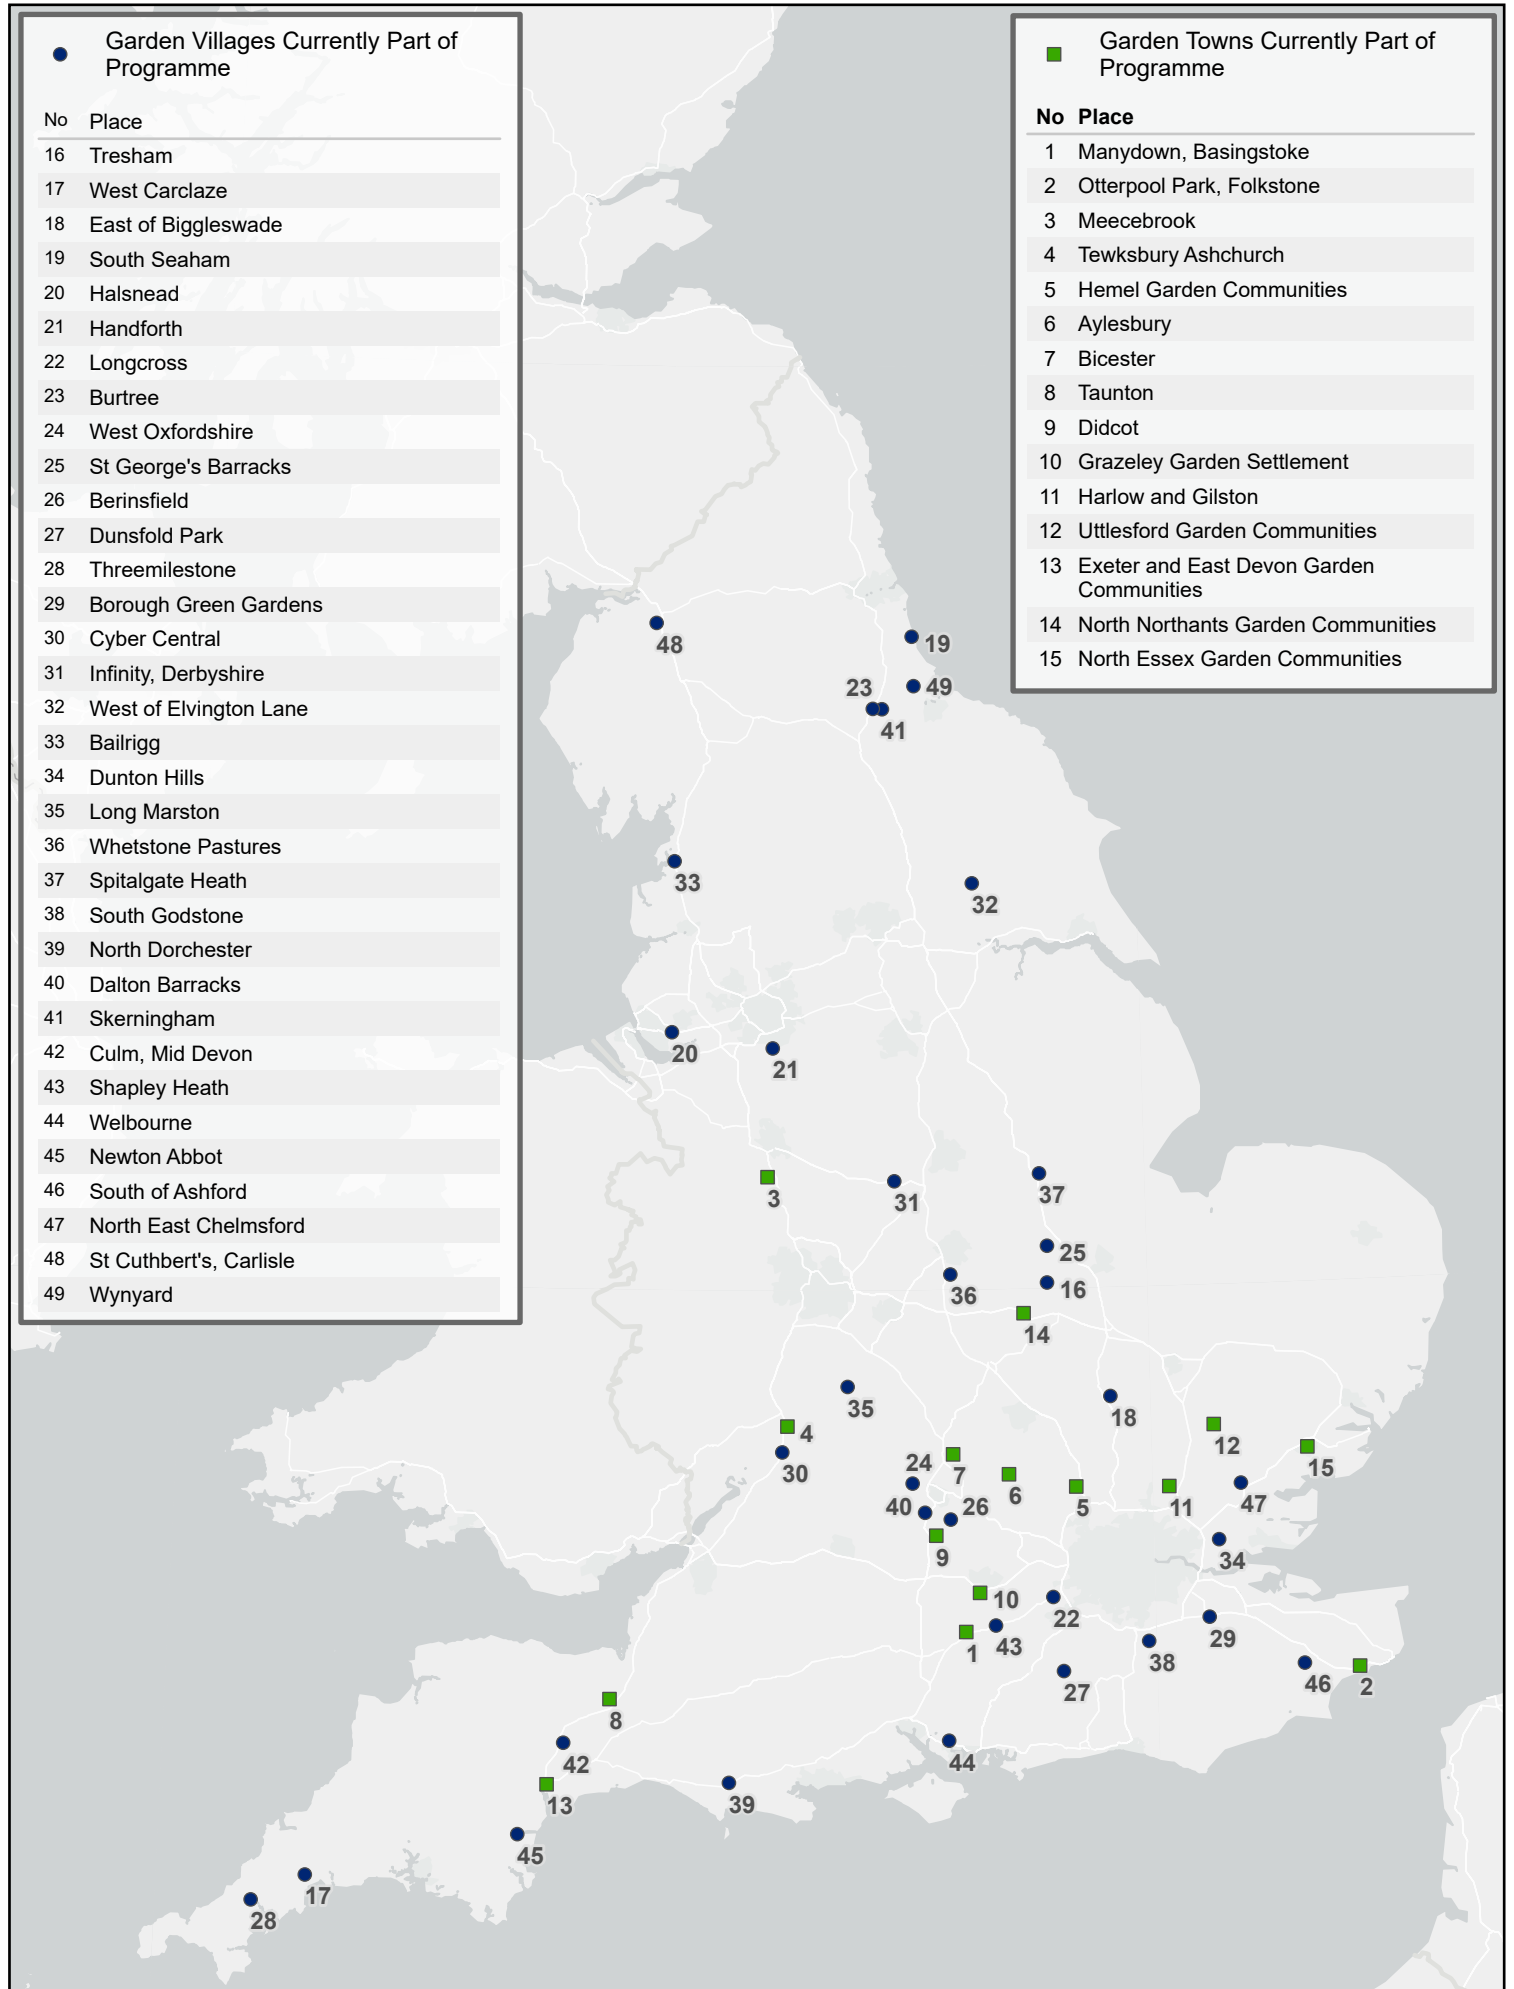 Garden Villages Currently Part of
Programme
No Place
16 Tresham
17 West Carclaze
18 East of Biggleswade
19 South Seaham
20 Halsnead
21 Handforth
22 Longcross
23 Burtree
24 West Oxfordshire
25 St George's Barracks
26 Berinsfield
27 Dunsfold Park
28 Threemilestone
29 Borough Green Gardens
30 Cyber Central
31 Infinity, Derbyshire
32 West of Elvington Lane
33 Bailrigg
34 Dunton Hills
35 Long Marston
36 Whetstone Pastures
37 Spitalgate Heath
38 South Godstone
39 North Dorchester
40 Dalton Barracks
41 Skerningham
42 Culm, Mid Devon
43 Shapley Heath
44 Welbourne
45 Newton Abbot
46 South of Ashford
47 North East Chelmsford
48 St Cuthbert's, Carlisle
49 Wynyard
Garden Towns Currently Part of
Programme
No Place
1 Manydown, Basingstoke
2 Otterpool Park, Folkstone
3 Meecebrook
4 Tewksbury Ashchurch
5 Hemel Garden Communities
6 Aylesbury
7 Bicester
8 Taunton
9 Didcot
10 Grazeley Garden Settlement
11 Harlow and Gilston
12 Uttlesford Garden Communities
13 Exeter and East Devon Garden
Communities
14 North Northants Garden Communities
15 North Essex Garden Communities
48
19
23
49
41
33
32
20
21
3
31
37
25
36
16
14
35
18
4
12
30
24
7
15
6
5
11
47
40
26
9
34
10
22
1
43
29
38
46
2
27
8
42
44
13
39
45
17
28